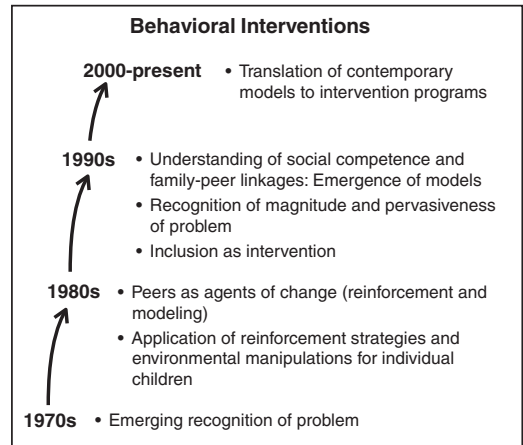 Behavioral Interventions
2000-present • Translation of contemporary
models to intervention programs
1990s • Understanding of social competence and
family-peer linkages: Emergence of models
• Recognition of magnitude and pervasiveness
of problem
• Inclusion as intervention
1980s • Peers as agents of change (reinforcement and
modeling)
• Application of reinforcement strategies and
environmental manipulations for individual
children
1970s • Emerging recognition of problem